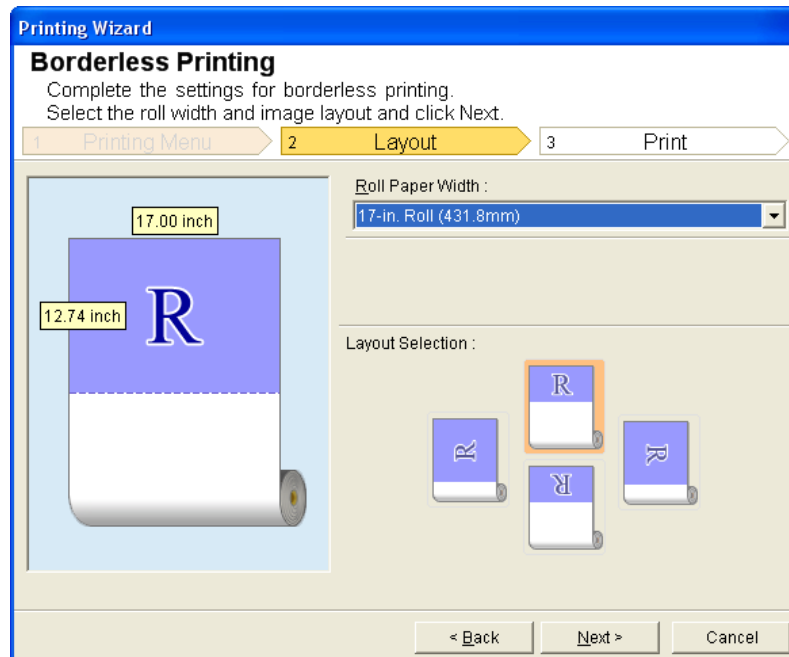 Printing Wizard
Borderless Printing
Complete the settings for borderless printing.
Select the roll width and image layout and click Next.
1 Printing Menu
2 Layout
3 Print
17.00 inch
12.74 inch
R
Roll Paper Width :
17-in. Roll (431.8mm)
Layout Selection :
R
R
R
R
< Back
Next >
Cancel